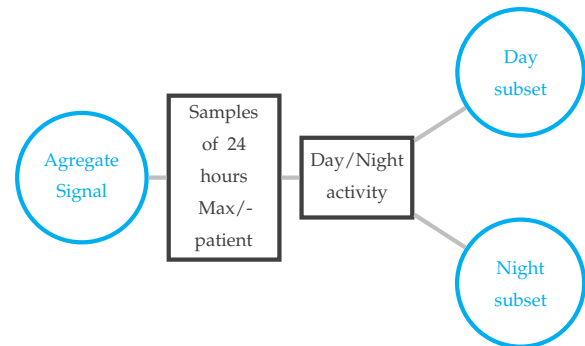 Agregate
Signal
Samples
of 24
hours
Max/-
patient
Day/Night
activity
Day
subset
Night
subset